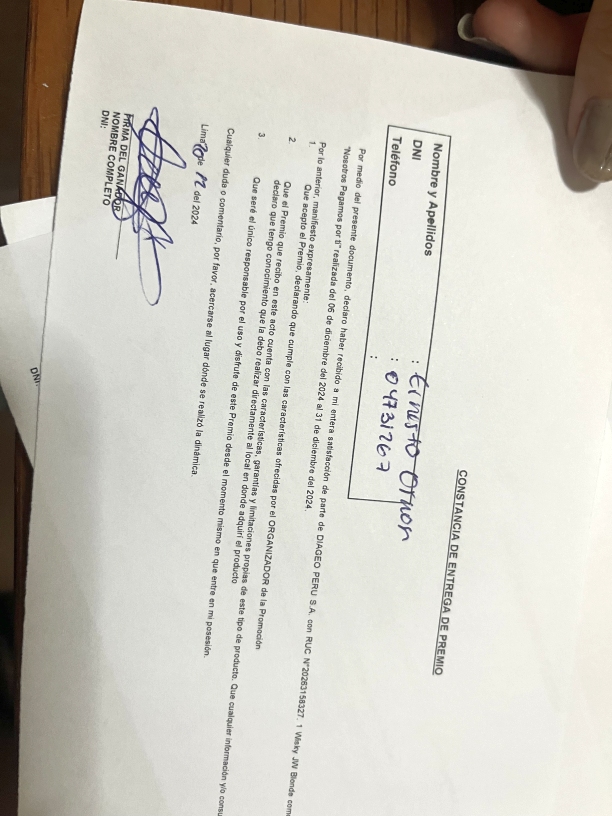 CONSTANCIA DE ENTREGA DE PREMIO
Nombre y Apellidos : Ernesto
DNI : 04731267
Teléfono :
Por medio del presente documento, declaro haber recibido a mi entera satisfacción de parte de DIAGEO PERU S.A. con RUC N°20263158327, 1 Wisky JW Blonde
"Nosotros Pagamos por ti" realizada del 06 de diciembre del 2024 al 31 de diciembre del 2024.
Por lo anterior, manifiesto expresamente:
1. Que acepto el Premio, declarando que cumple con las características ofrecidas por el ORGANIZADOR de la Promoción
2. Que el Premio que recibo en este acto cuenta con las características, garantías y limitaciones propias de este tipo de producto. Que cualquier información y/o
declaro que tengo conocimiento que la debo realizar directamente al local en donde adquirí el producto
3. Que seré el único responsable por el uso y disfrute de este Premio desde el momento mismo en que entre en mi posesión.
Cualquier duda o comentario, por favor, acercarse al lugar dónde se realizó la dinámica.
Lima, de 12 del 2024
FIRMA DEL GANADOR
NOMBRE COMPLETO
DNI:
DNI: